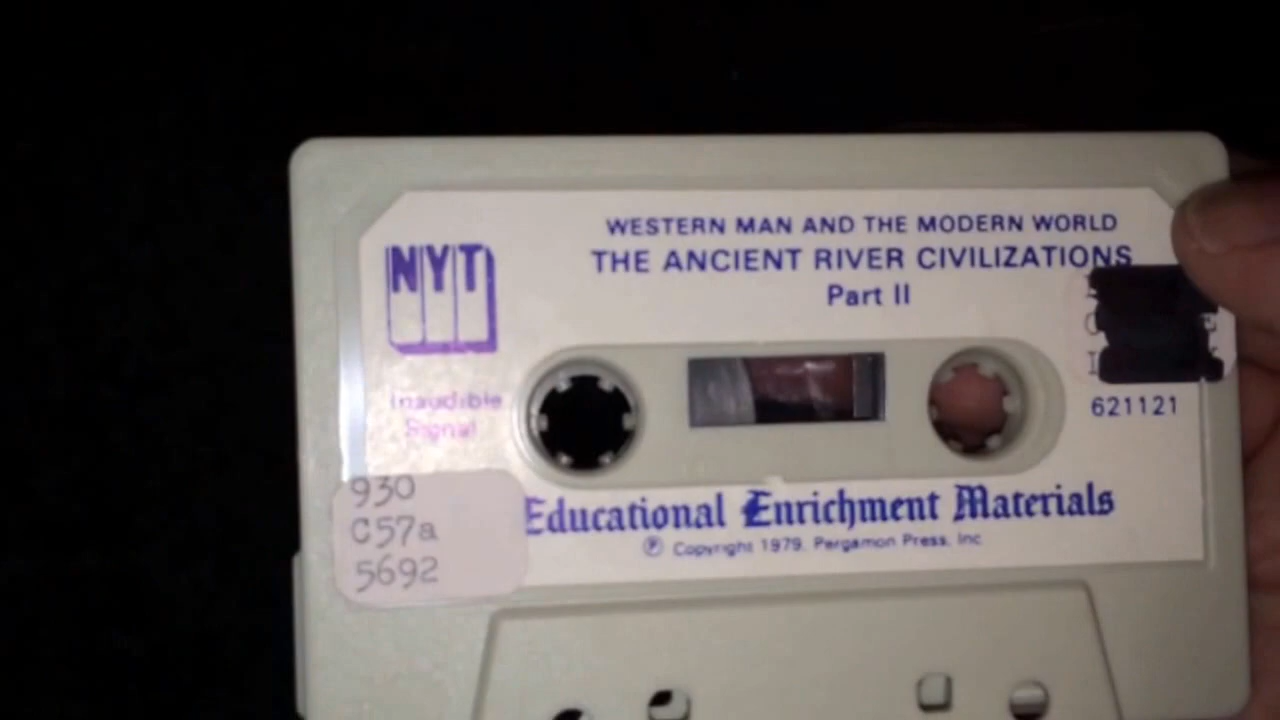 WESTERN MAN AND THE MODERN WORLD
THE ANCIENT RIVER CIVILIZATIONS
Part II
NYT
Inaudible
Signal
621121
930
C57a
5692
Educational Enrichment Materials
Ⓟ Copyright 1979, Pergamon Press, Inc